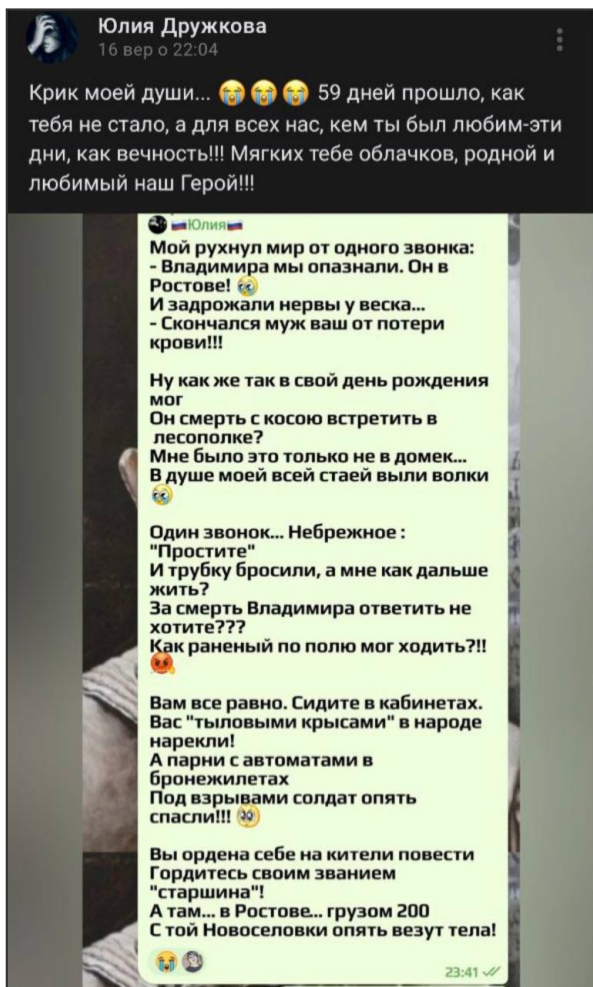 Юлия Дружкова
16 вер о 22:04
Крик моей души... 😭😭😭 59 дней прошло, как
тебя не стало, а для всех нас, кем ты был любим-эти
дни, как вечность!!! Мягких тебе облачков, родной и
любимый наш Герой!!!
🇷🇺Юлия🇷🇺
Мой рухнул мир от одного звонка:
- Владимира мы опазнали. Он в
Ростове! 😢
И задрожали нервы у веска...
- Скончался муж ваш от потери
крови!!!
Ну как же так в свой день рождения
мог
Он смерть с косою встретить в
лесополке?
Мне было это только не в домек...
В душе моей всей стаей выли волки
😢
Один звонок... Небрежное :
"Простите"
И трубку бросили, а мне как дальше
жить?
За смерть Владимира ответить не
хотите???
Как раненый по полю мог ходить?!!
😡
Вам все равно. Сидите в кабинетах.
Вас "тыловыми крысами" в народе
нарекли!
А парни с автоматами в
бронежилетах
Под взрывами солдат опять
спасли!!! 🥹
Вы ордена себе на кители повести
Гордитесь своим званием
"старшина"!
А там... в Ростове... грузом 200
С той Новоселовки опять везут тела!
😭
23:41